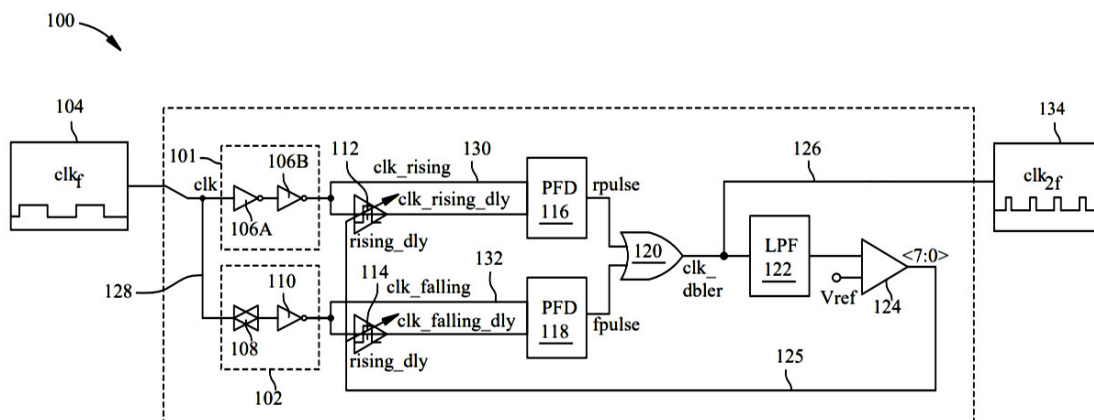 100
104
clkf
101
clk
106A
106B
112
rising_dly
clk_rising
130
clk_rising_dly
PFD
116
rpulse
128
108
110
102
114
rising_dly
clk_falling
132
clk_falling_dly
PFD
118
fpulse
120
clk_
dbler
126
LPF
122
Vref
124
<7:0>
125
134
clk2f